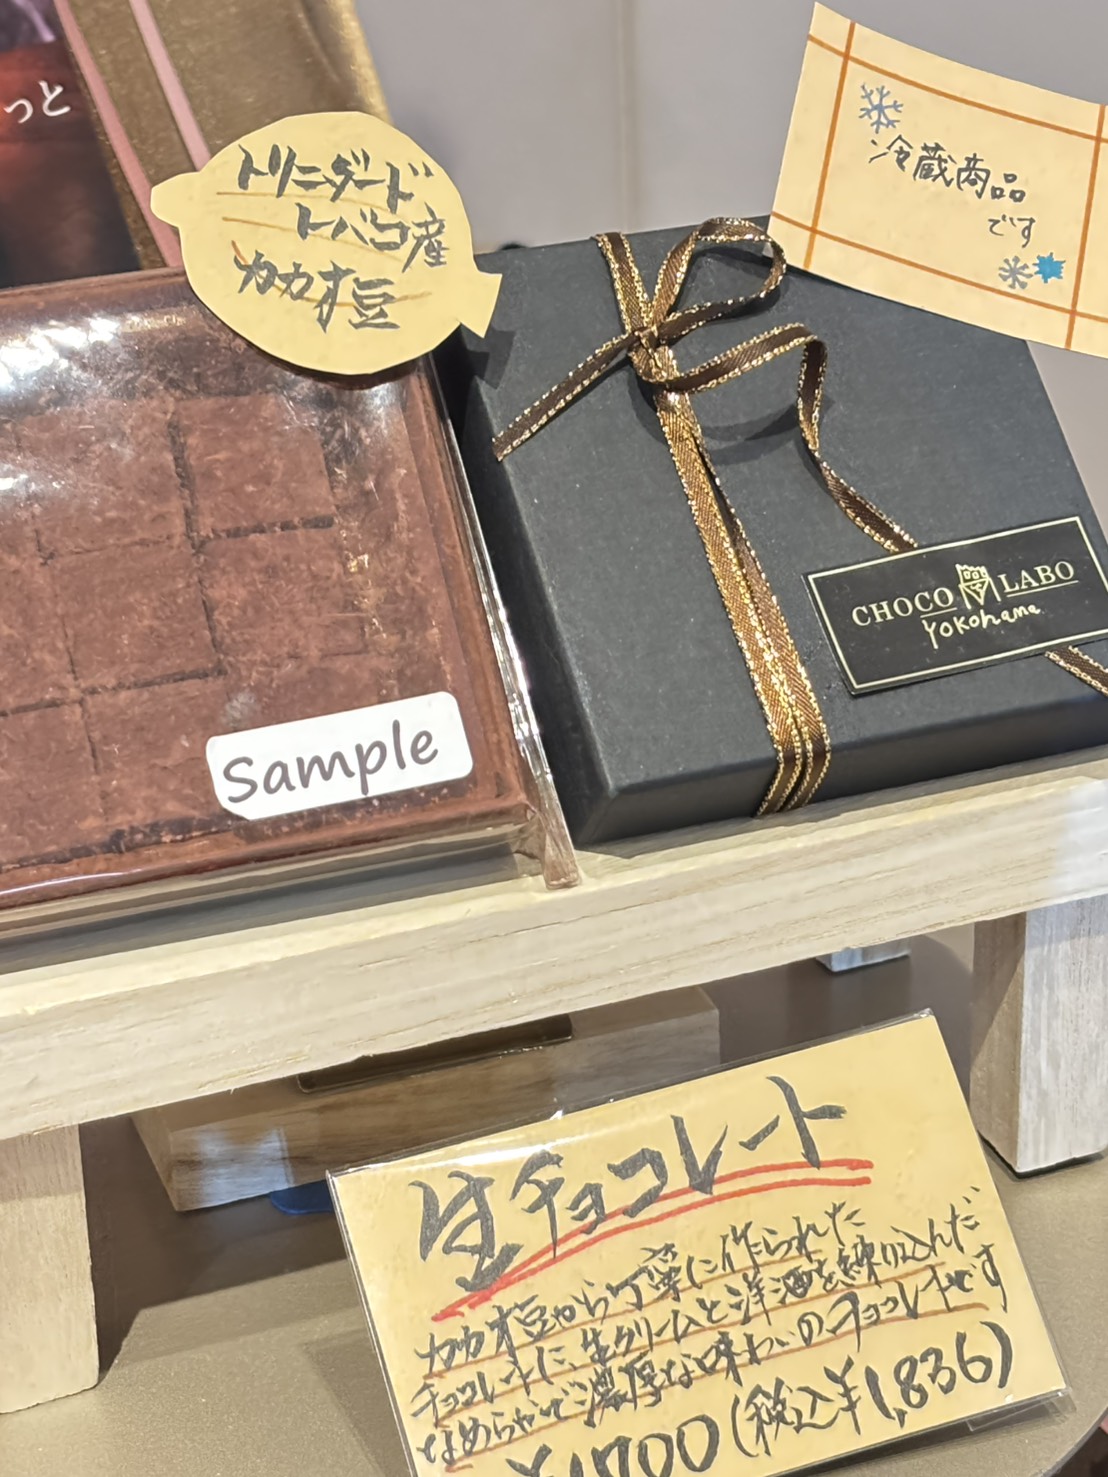 っと
トリニダード
トバコ産
カカオ豆
冷蔵商品
です
CHOCO LABO
Yokohama
Sample
生チョコレート
カカオ豆から丁寧に作られた
チョコレートに、生クリームと洋酒を練り込んだ
なめらかで濃厚な味わいのチョコレートです
¥1,700(税込¥1,836)